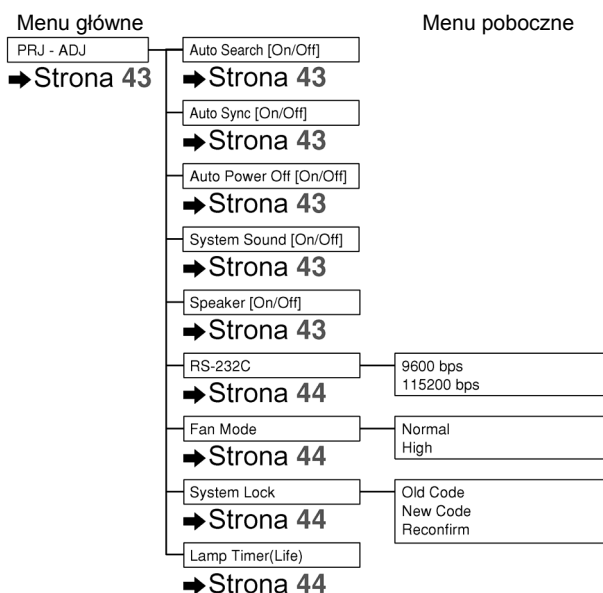 Menu główne
Menu poboczne
PRJ - ADJ
➡Strona 43
Auto Search [On/Off]
➡Strona 43
Auto Sync [On/Off]
➡Strona 43
Auto Power Off [On/Off]
➡Strona 43
System Sound [On/Off]
➡Strona 43
Speaker [On/Off]
➡Strona 43
RS-232C
➡Strona 44
9600 bps
115200 bps
Fan Mode
➡Strona 44
Normal
High
System Lock
➡Strona 44
Old Code
New Code
Reconfirm
Lamp Timer(Life)
➡Strona 44